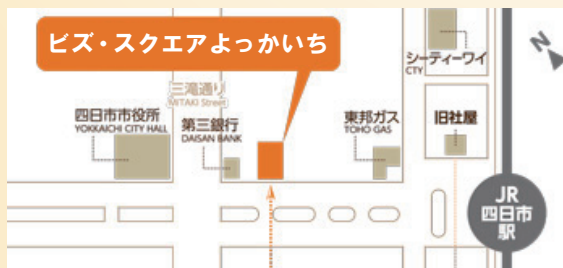 ビズ・スクエアよっかいち
シーティーワイ
CTY
三滝通り
MITAKI Street
四日市市役所
YOKKAICHI CITY HALL
第三銀行
DAISAN BANK
東邦ガス
TOHO GAS
旧社屋
N
JR
四日市
駅